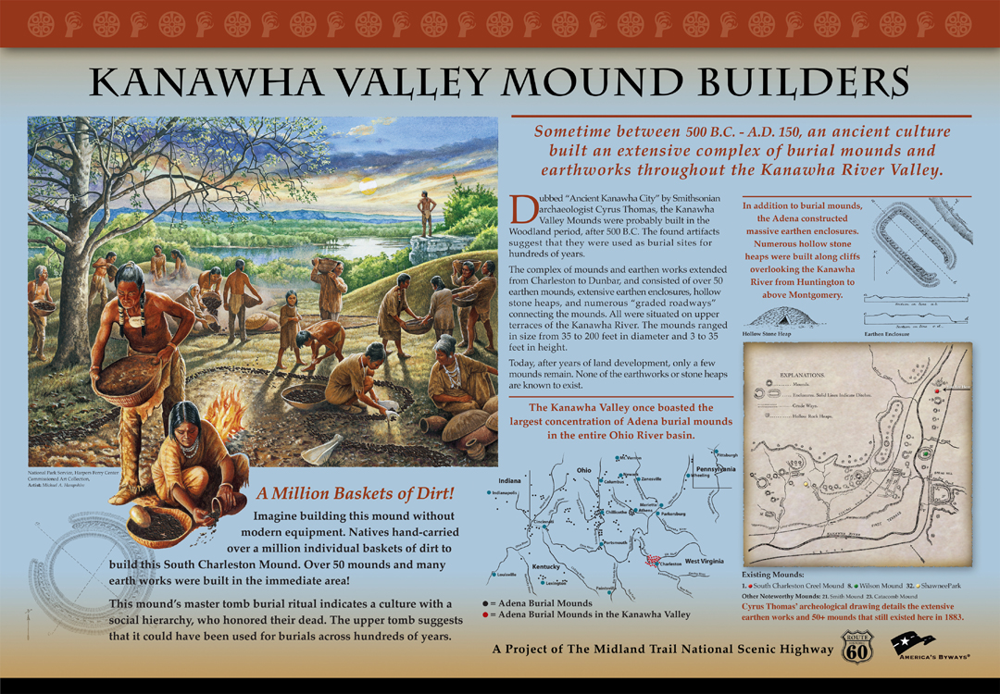 KANAWHA VALLEY MOUND BUILDERS
Sometime between 500 B.C. - A.D. 150, an ancient culture
built an extensive complex of burial mounds and
earthworks throughout the Kanawha River Valley.
Dubbed “Ancient Kanawha City” by Smithsonian
archaeologist Cyrus Thomas, the Kanawha
Valley Mounds were probably built in the
Woodland period, after 500 B.C. The found artifacts
suggest that they were used as burial sites for
hundreds of years.
The complex of mounds and earthen works extended
from Charleston to Dunbar, and consisted of over 50
earthen mounds, extensive earthen enclosures, hollow
stone heaps, and numerous “graded roadways”
connecting the mounds. All were situated on upper
terraces of the Kanawha River. The mounds ranged
in size from 35 to 200 feet in diameter and 3 to 35
feet in height.
Today, after years of land development, only a few
mounds remain. None of the earthworks or stone heaps
are known to exist.
In addition to burial mounds,
the Adena constructed
massive earthen enclosures.
Numerous hollow stone
heaps were built along cliffs
overlooking the Kanawha
River from Huntington to
above Montgomery.
Hollow Stone Heap
Earthen Enclosure
The Kanawha Valley once boasted the
largest concentration of Adena burial mounds
in the entire Ohio River basin.
Indiana
Ohio
Pennsylvania
Kentucky
West Virginia
Indianapolis
Mt. Vernon
Pittsburgh
Newark
Columbus
Zanesville
Wheeling
Marietta
Chillicothe
Athens
Parkersburg
Cincinnati
Portsmouth
Charleston
Louisville
Lexington
Paintsville
= Adena Burial Mounds
= Adena Burial Mounds in the Kanawha Valley
EXPLANATIONS.
Mounds.
Enclosures. Solid Lines Indicate Ditches.
Grade Ways.
Hollow Rock Heaps.
KANAWHA RIVER
FIRST TERRACE
Existing Mounds:
1. South Charleston Creel Mound 8. Wilson Mound 32. ShawneePark
Other Noteworthy Mounds: 21. Smith Mound 23. Catacomb Mound
Cyrus Thomas’ archeological drawing details the extensive
earthen works and 50+ mounds that still existed here in 1883.
National Park Service, Harpers Ferry Center
Commissioned Art Collection,
Artist: Michael A. Hampshire
A Million Baskets of Dirt!
Imagine building this mound without
modern equipment. Natives hand-carried
over a million individual baskets of dirt to
build this South Charleston Mound. Over 50 mounds and many
earth works were built in the immediate area!
This mound’s master tomb burial ritual indicates a culture with a
social hierarchy, who honored their dead. The upper tomb suggests
that it could have been used for burials across hundreds of years.
A Project of The Midland Trail National Scenic Highway
ROUTE
60
AMERICA'S BYWAYS®